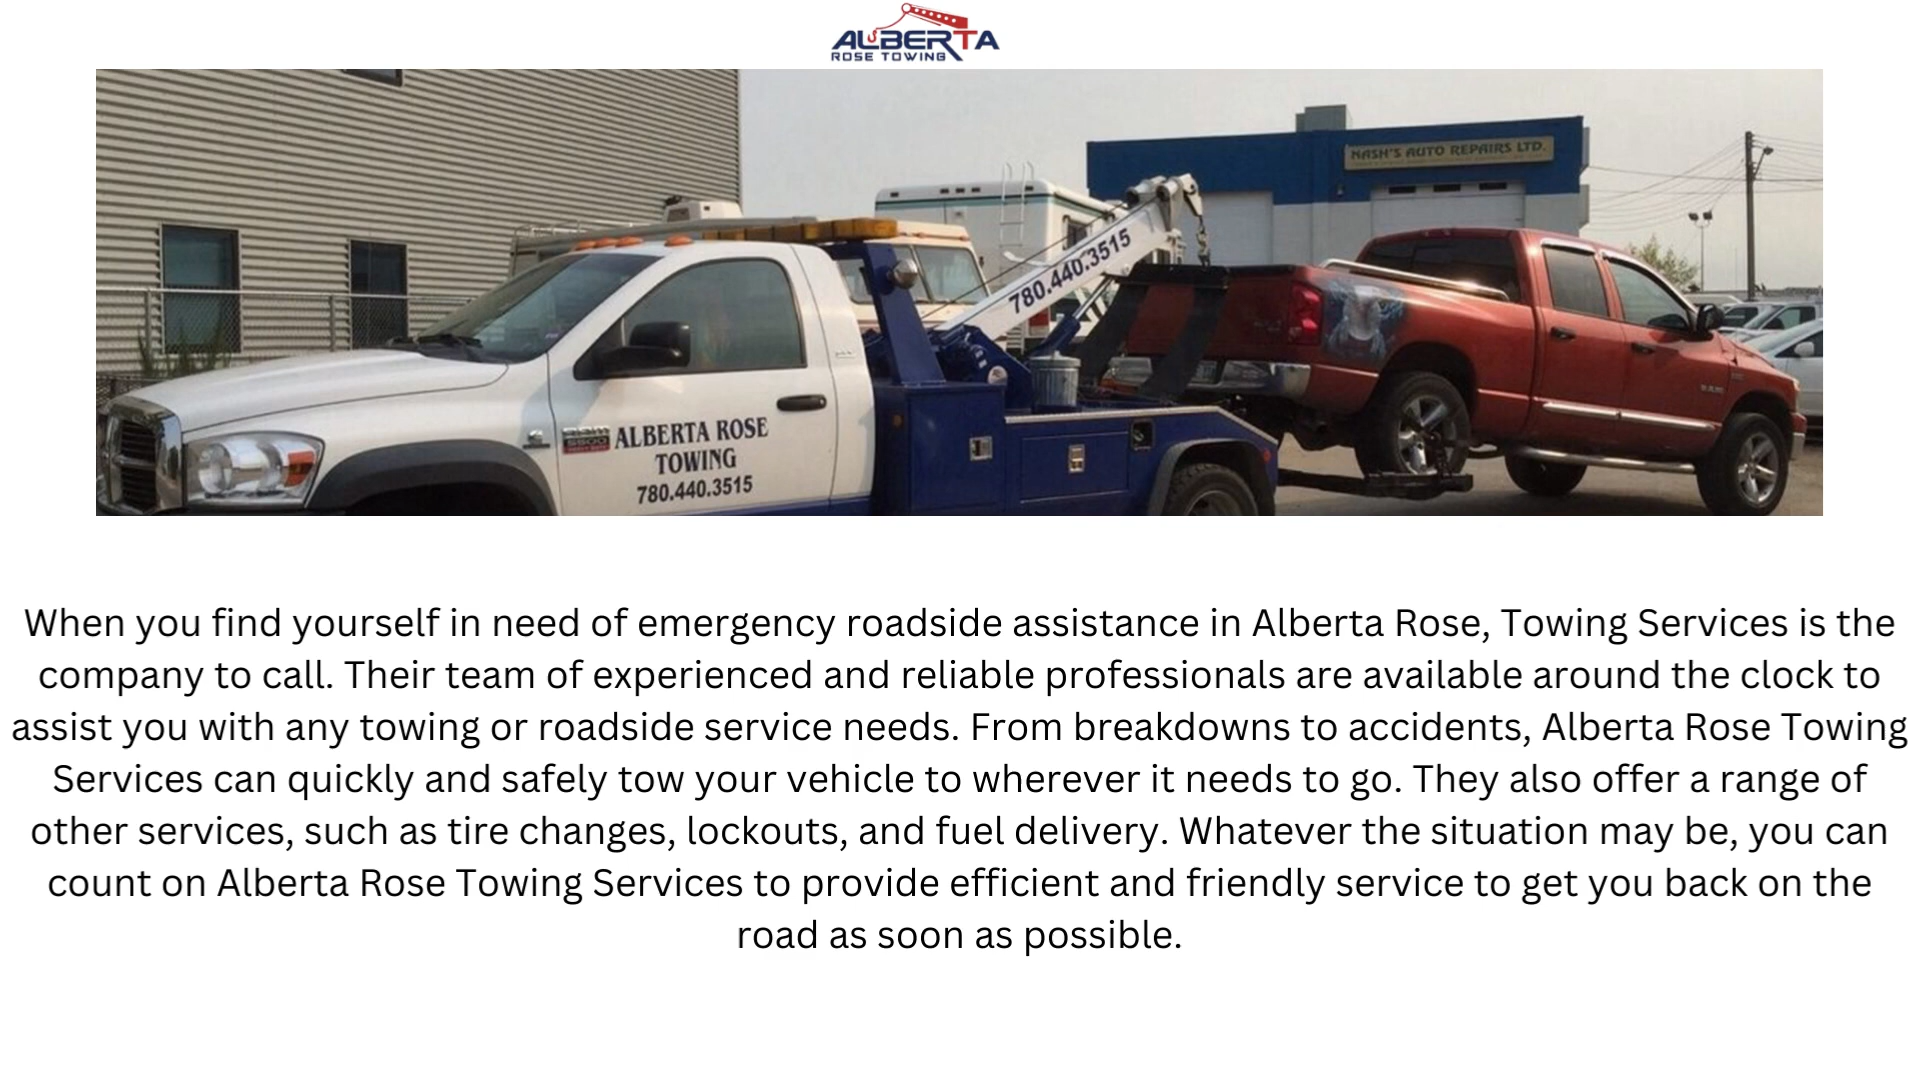 ALBERTA
ROSE TOWING
NASH'S AUTO REPAIRS LTD.
780.440.3515
ALBERTA ROSE
TOWING
780.440.3515
When you find yourself in need of emergency roadside assistance in Alberta Rose, Towing Services is the
company to call. Their team of experienced and reliable professionals are available around the clock to
assist you with any towing or roadside service needs. From breakdowns to accidents, Alberta Rose Towing
Services can quickly and safely tow your vehicle to wherever it needs to go. They also offer a range of
other services, such as tire changes, lockouts, and fuel delivery. Whatever the situation may be, you can
count on Alberta Rose Towing Services to provide efficient and friendly service to get you back on the
road as soon as possible.